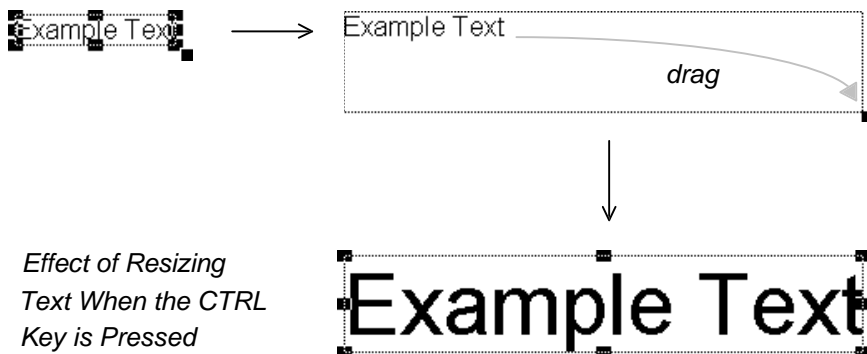 Example Text
Example Text
drag
Effect of Resizing
Text When the CTRL
Key is Pressed
Example Text